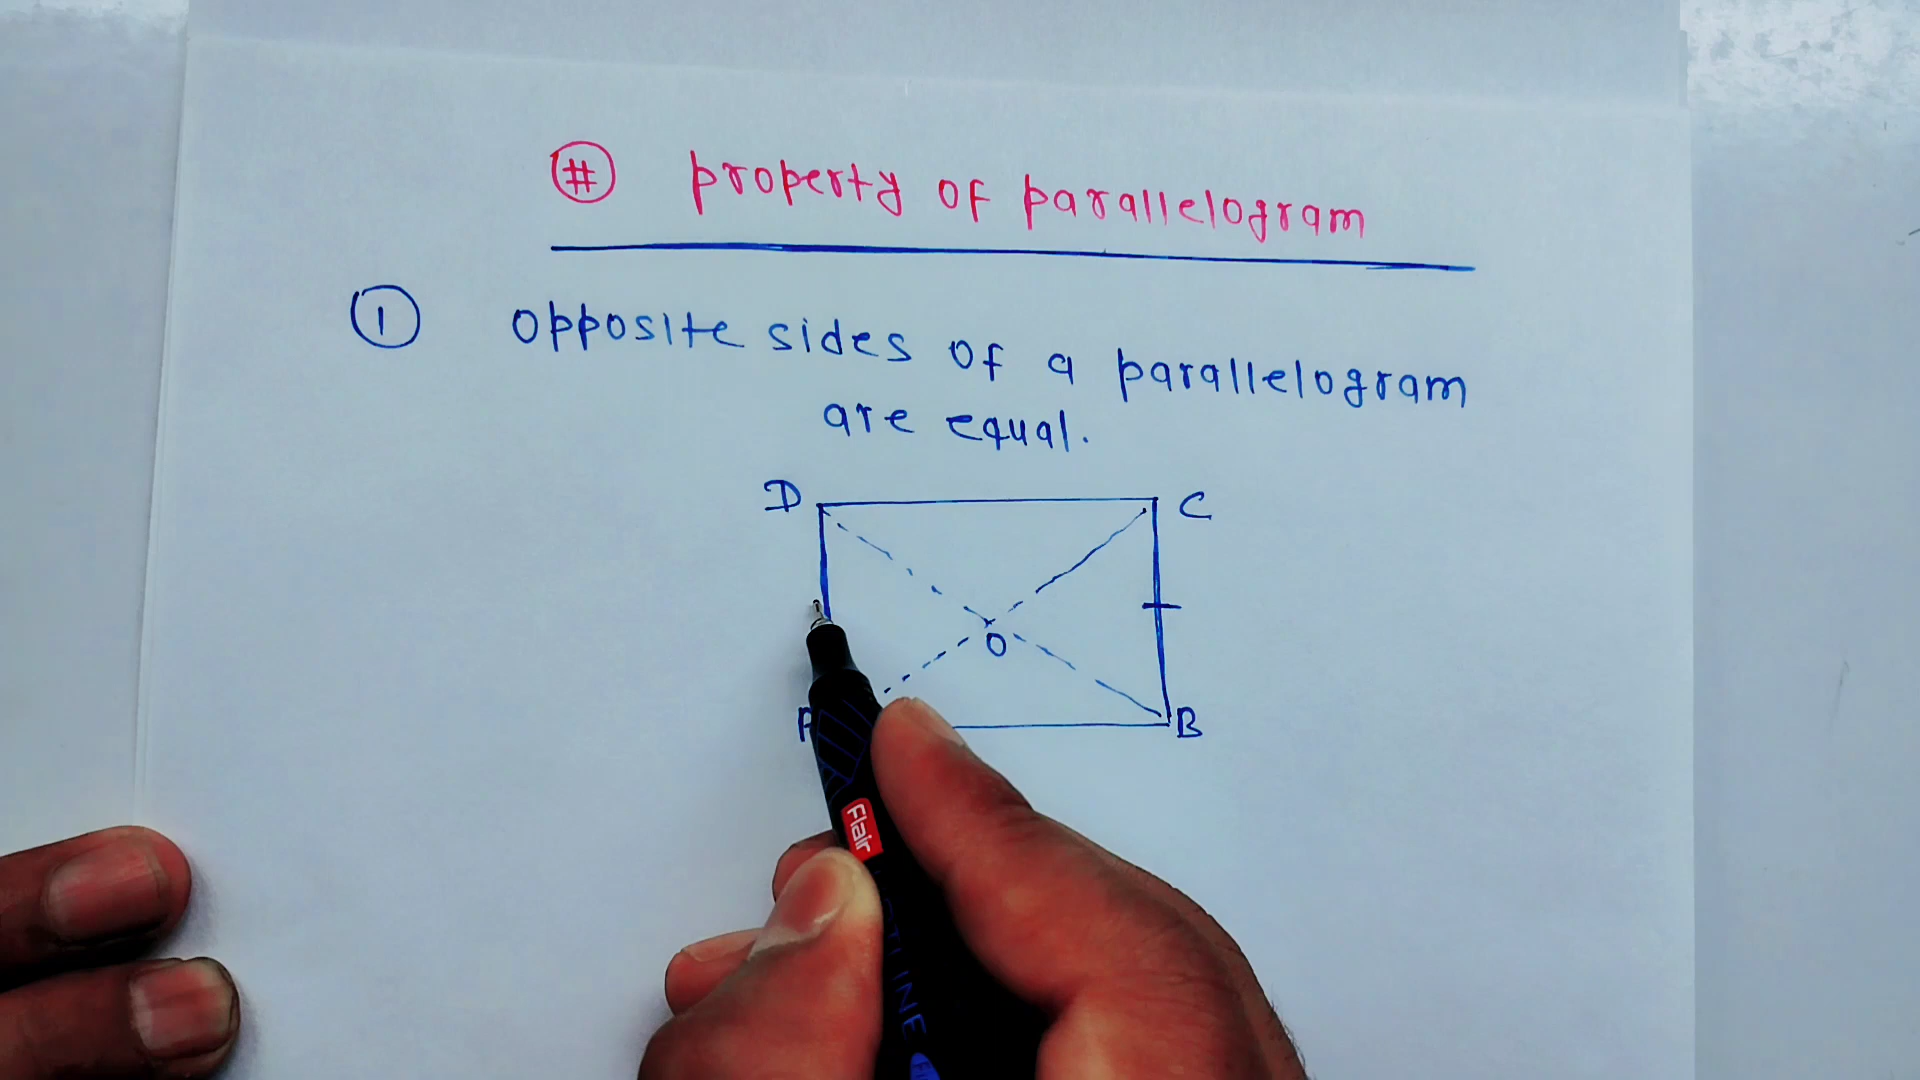 # property of parallelogram
1 opposite sides of a parallelogram
are equal.
D C
O
B
Flair